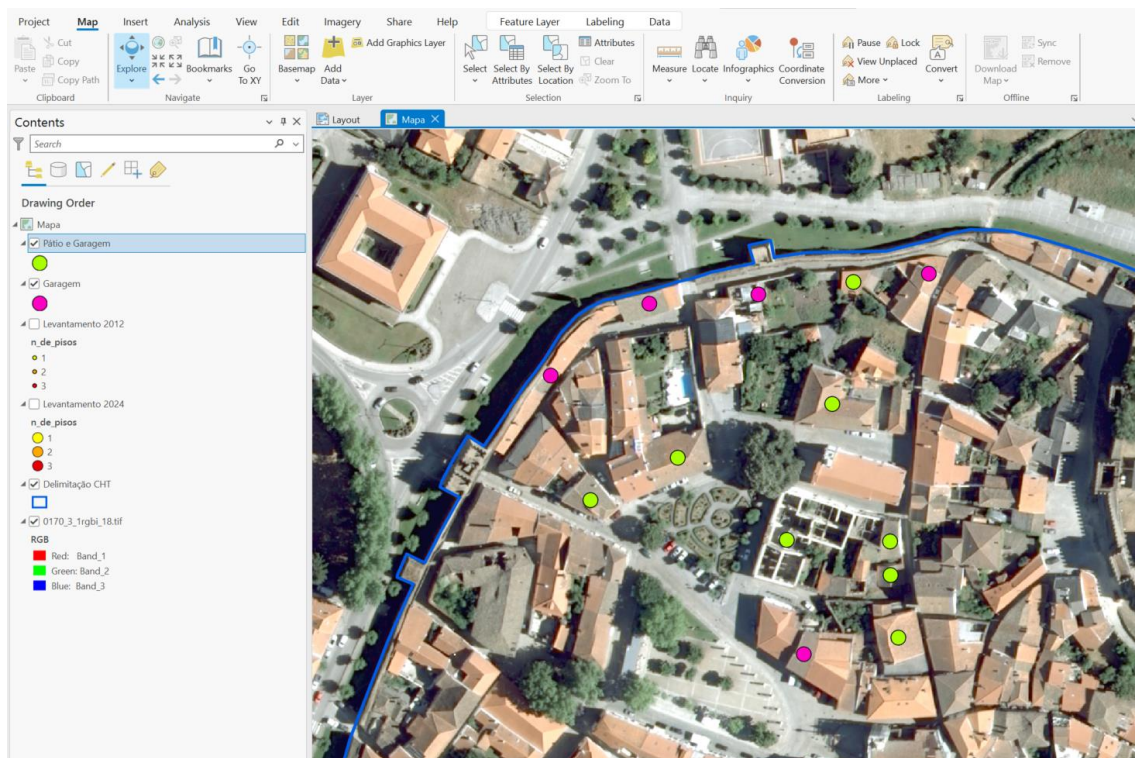 Project Map Insert Analysis View Edit Imagery Share Help Feature Layer Labeling Data
Paste
Cut
Copy
Copy Path
Clipboard
Explore
Bookmarks
Go To XY
Navigate
Basemap
Add Data
Add Graphics Layer
Layer
Select
Select By Attributes
Select By Location
Attributes
Clear
Zoom To
Selection
Measure
Locate
Infographics
Coordinate Conversion
Inquiry
Pause
Lock
View Unplaced
More
Convert
Labeling
Download Map
Sync
Remove
Offline
Contents
Search
Drawing Order
Mapa
Pátio e Garagem
Garagem
Levantamento 2012
n_de_pisos
1
2
3
Levantamento 2024
n_de_pisos
1
2
3
Delimitação CHT
0170_3_1rgbi_18.tif
RGB
Red: Band_1
Green: Band_2
Blue: Band_3
Layout
Mapa